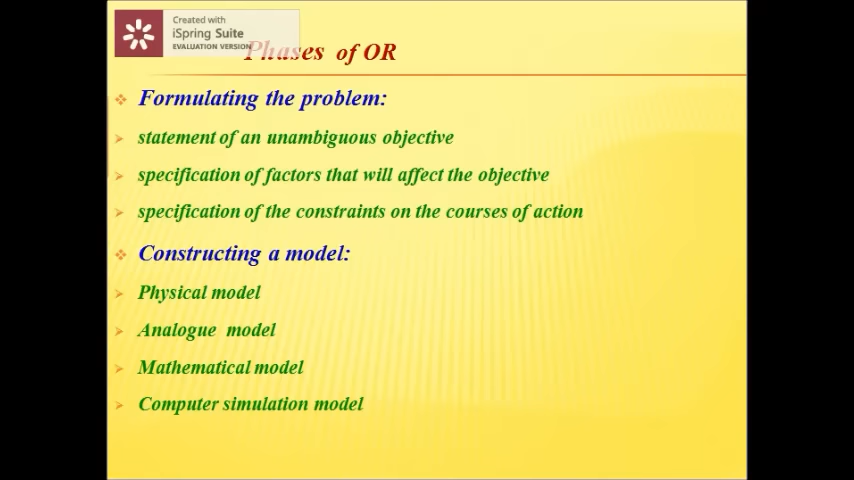 Created with
iSpring Suite
EVALUATION VERSION
Phases of OR
Formulating the problem:
statement of an unambiguous objective
specification of factors that will affect the objective
specification of the constraints on the courses of action
Constructing a model:
Physical model
Analogue model
Mathematical model
Computer simulation model